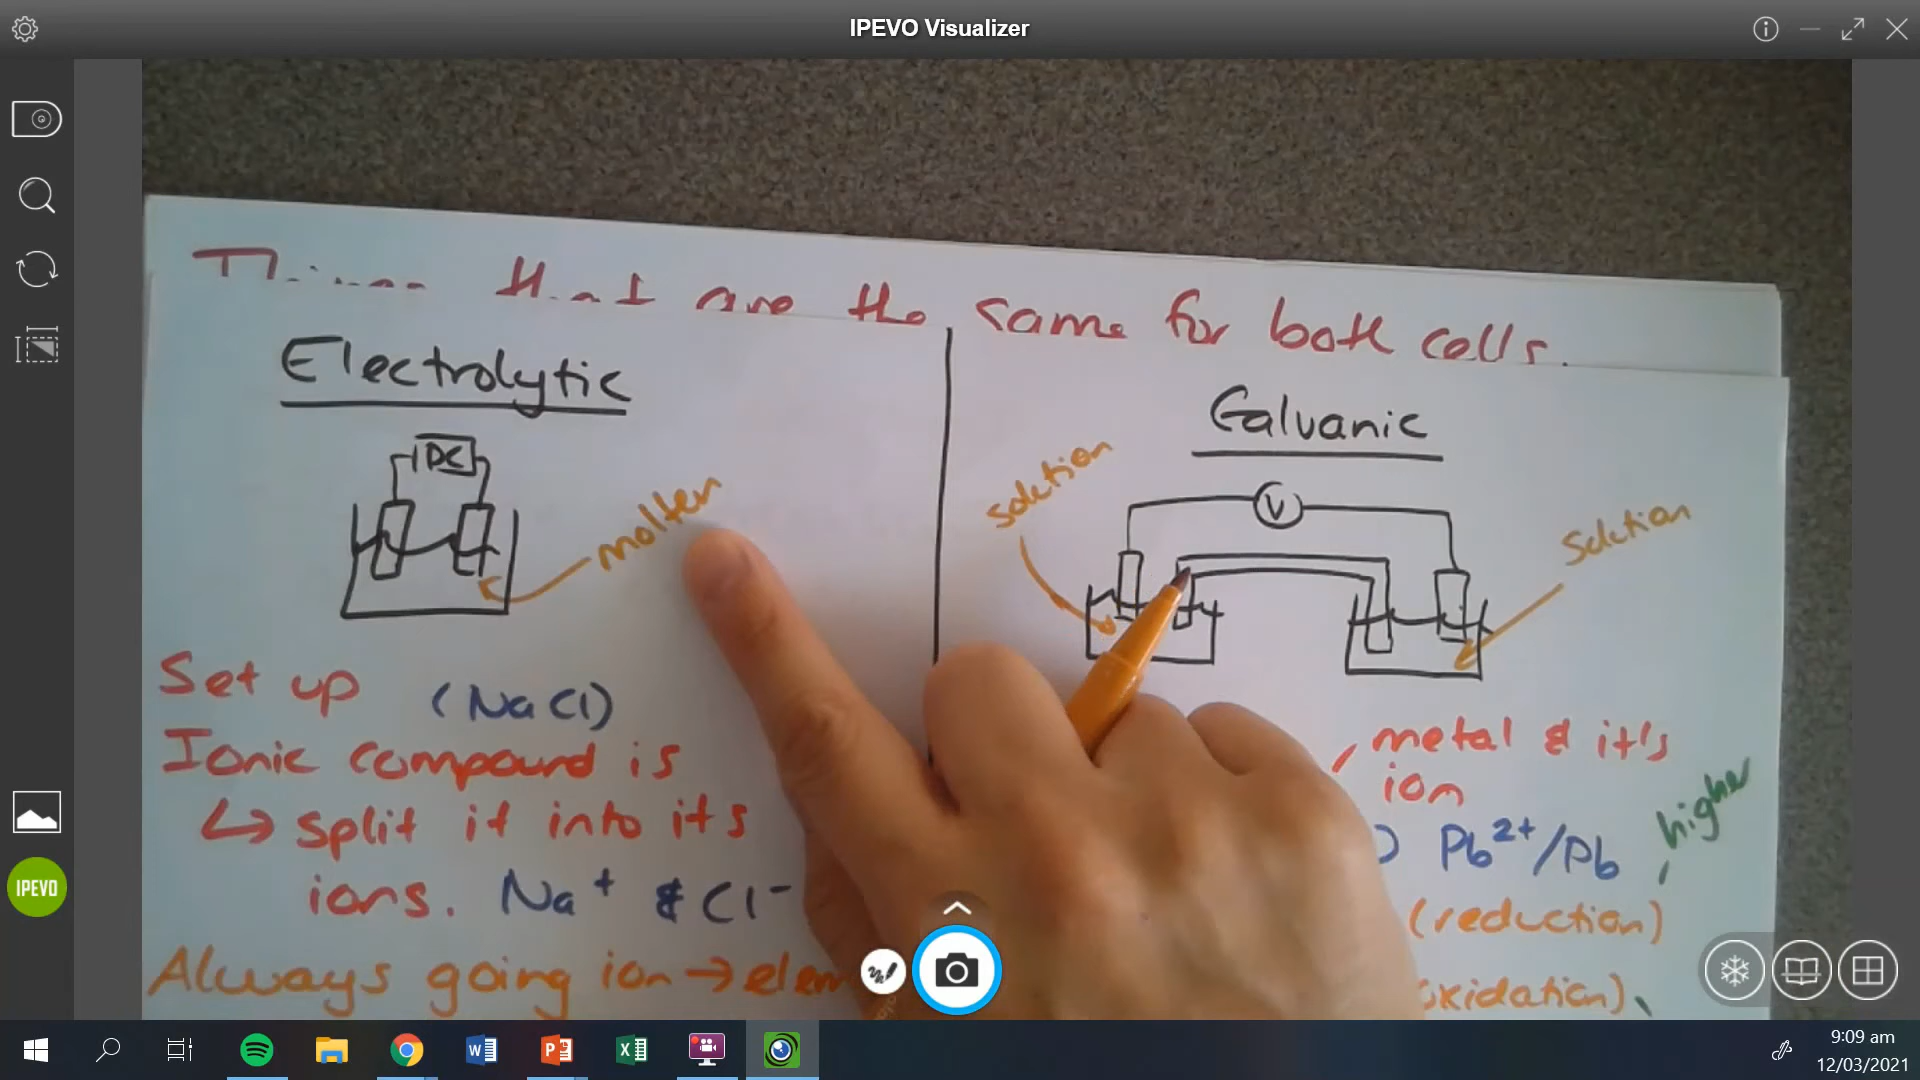 IPEVO Visualizer
Things that are the same for both cells.
Electrolytic
DC
molten
Set up (NaCl)
Ionic compound is
↳ split it into it's
ions. Na⁺ & Cl⁻
Always going ion → elem
Galvanic
solution
V
Solution
metal & it's
ion
Pb²⁺/Pb
higher
(reduction)
oxidation)
IPEVO
9:09 am
12/03/2021